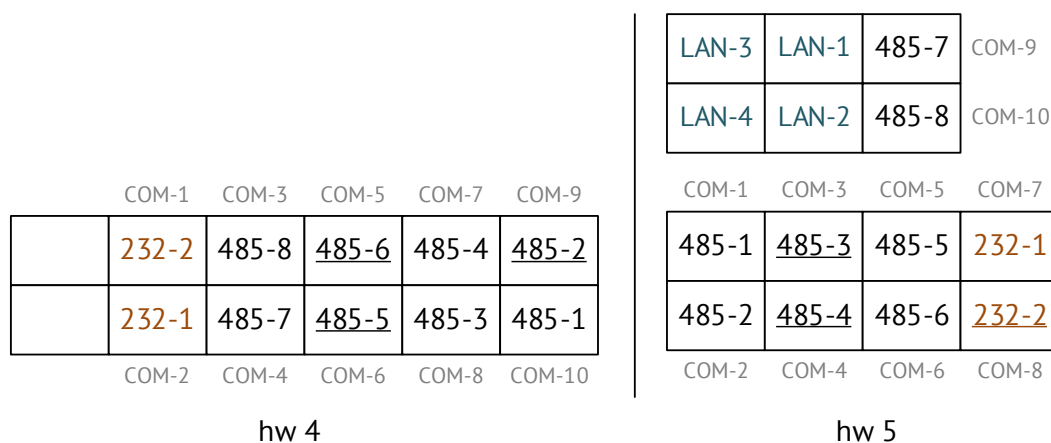 LAN-3 LAN-1 485-7 COM-9
LAN-4 LAN-2 485-8 COM-10
COM-1 COM-3 COM-5 COM-7 COM-9
232-2 485-8 485-6 485-4 485-2
232-1 485-7 485-5 485-3 485-1
COM-2 COM-4 COM-6 COM-8 COM-10
hw 4
COM-1 COM-3 COM-5 COM-7
485-1 485-3 485-5 232-1
485-2 485-4 485-6 232-2
COM-2 COM-4 COM-6 COM-8
hw 5